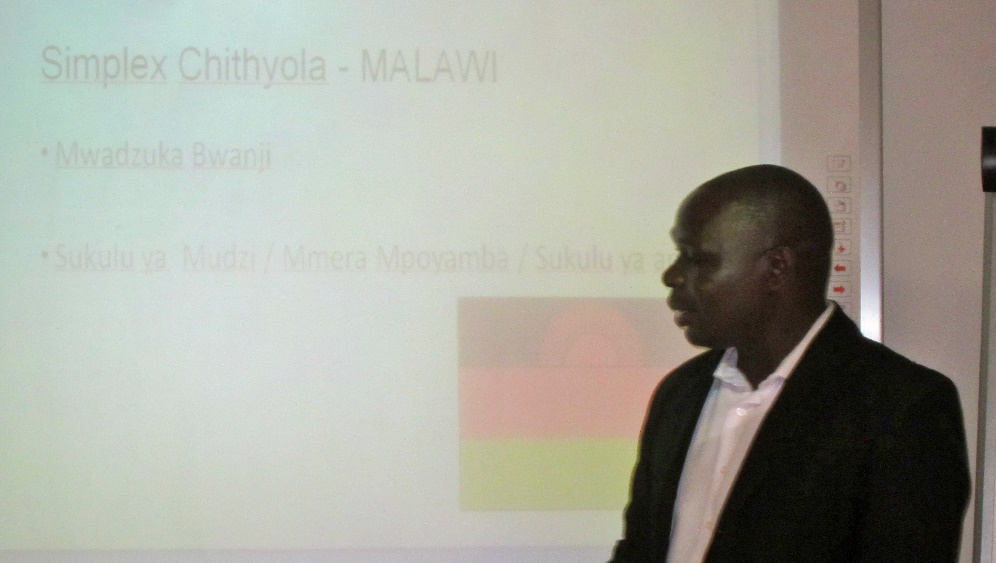 Simplex Chithyola - MALAWI
• Mwadzuka Bwanji
• Sukulu ya Mudzi / Mmera Mpoyamba / Sukulu ya